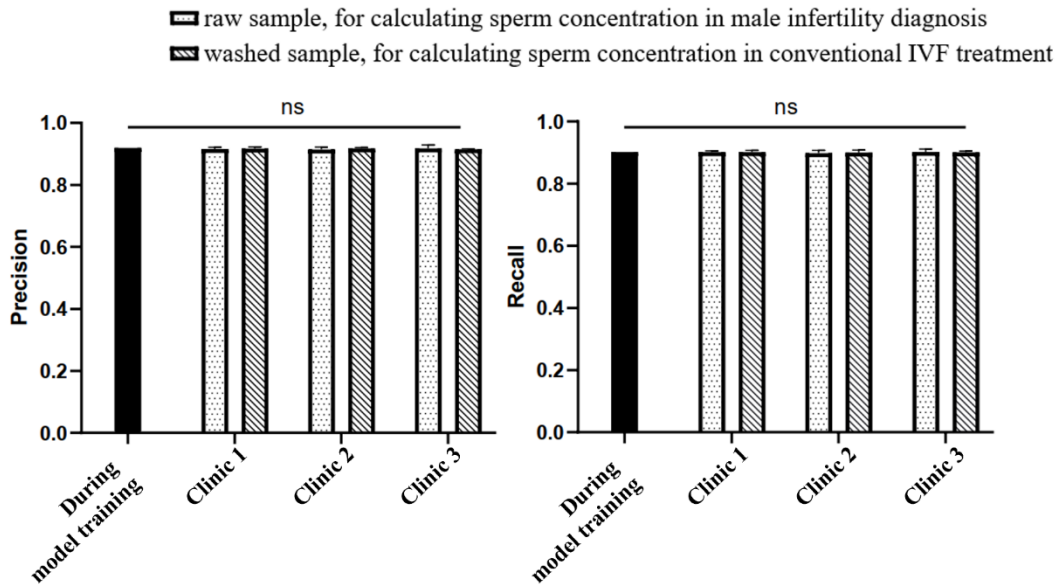 raw sample, for calculating sperm concentration in male infertility diagnosis
washed sample, for calculating sperm concentration in conventional IVF treatment
ns
1.0
0.8
0.6
0.4
0.2
0.0
Precision
During
model training
Clinic 1
Clinic 2
Clinic 3
ns
1.0
0.8
0.6
0.4
0.2
0.0
Recall
During
model training
Clinic 1
Clinic 2
Clinic 3